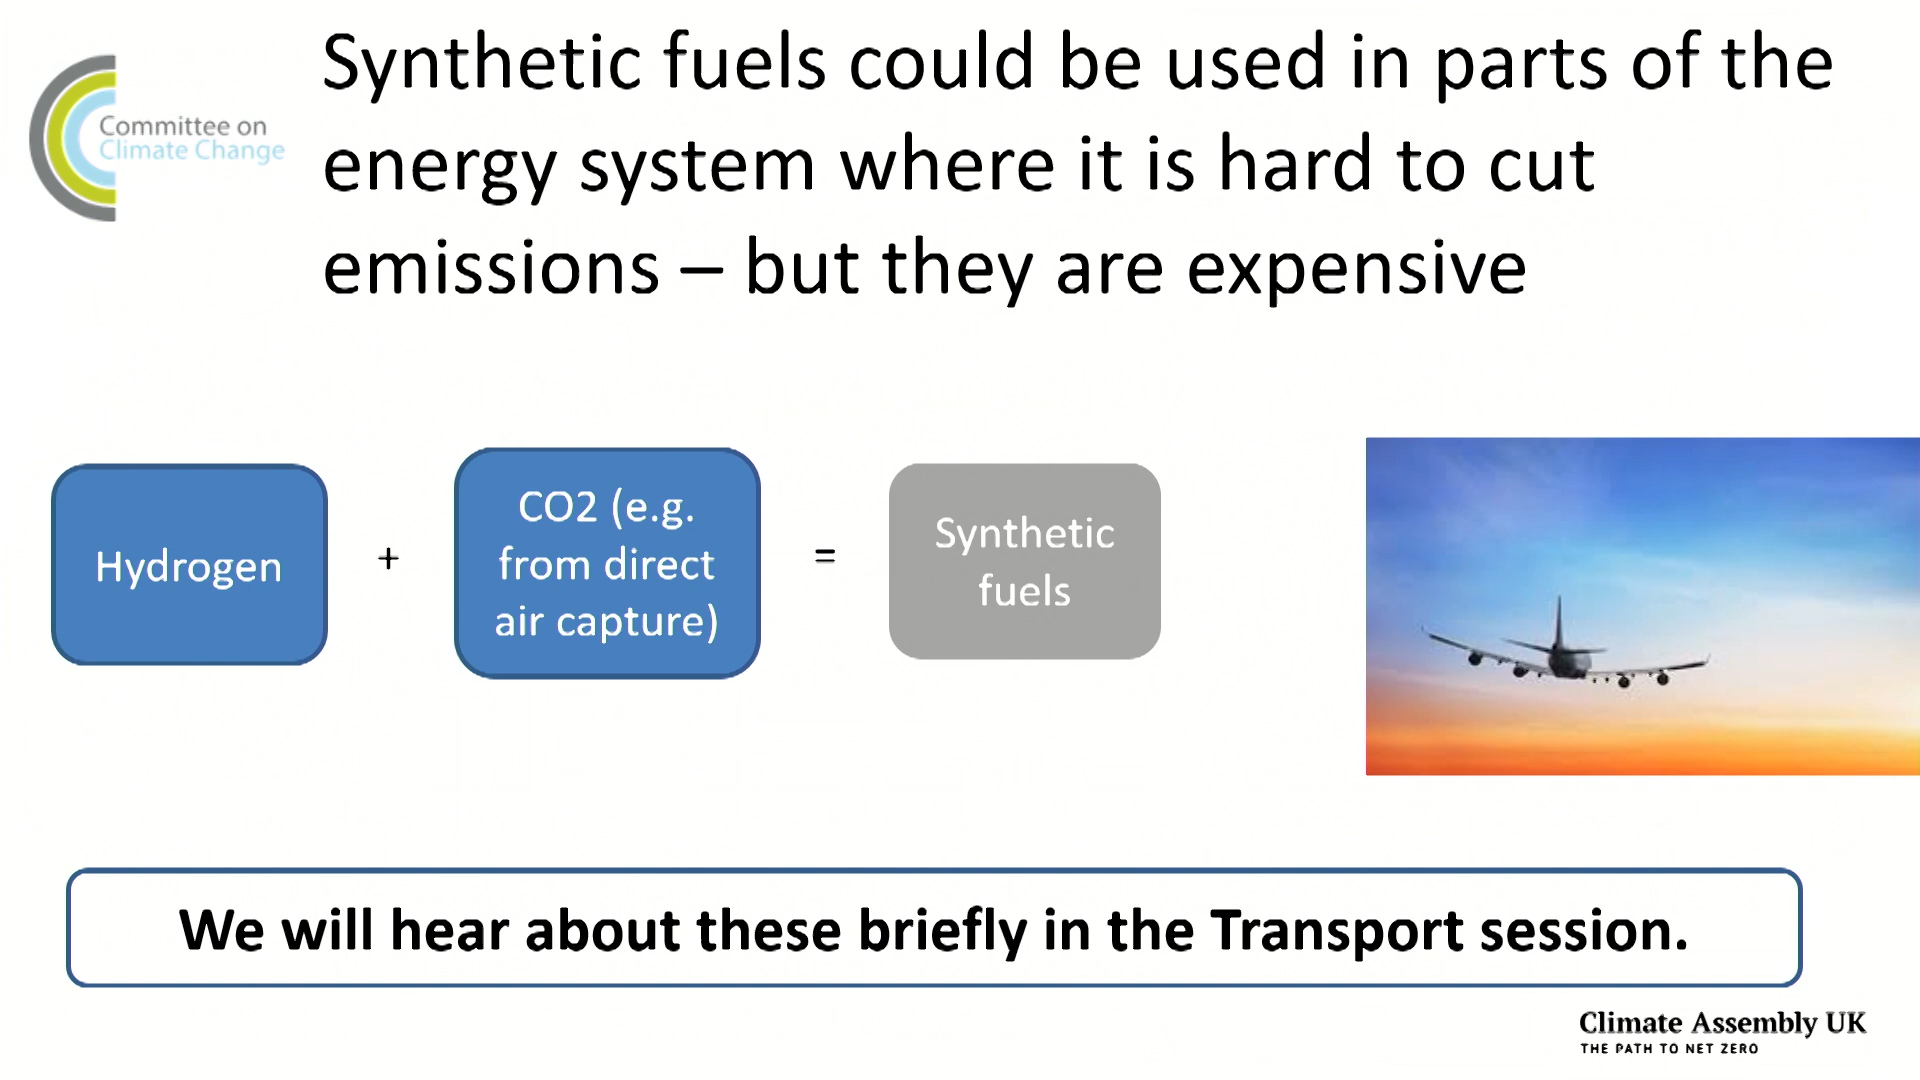 Committee on
Climate Change
Synthetic fuels could be used in parts of the
energy system where it is hard to cut
emissions – but they are expensive
Hydrogen
+
CO2 (e.g.
from direct
air capture)
=
Synthetic
fuels
We will hear about these briefly in the Transport session.
Climate Assembly UK
THE PATH TO NET ZERO